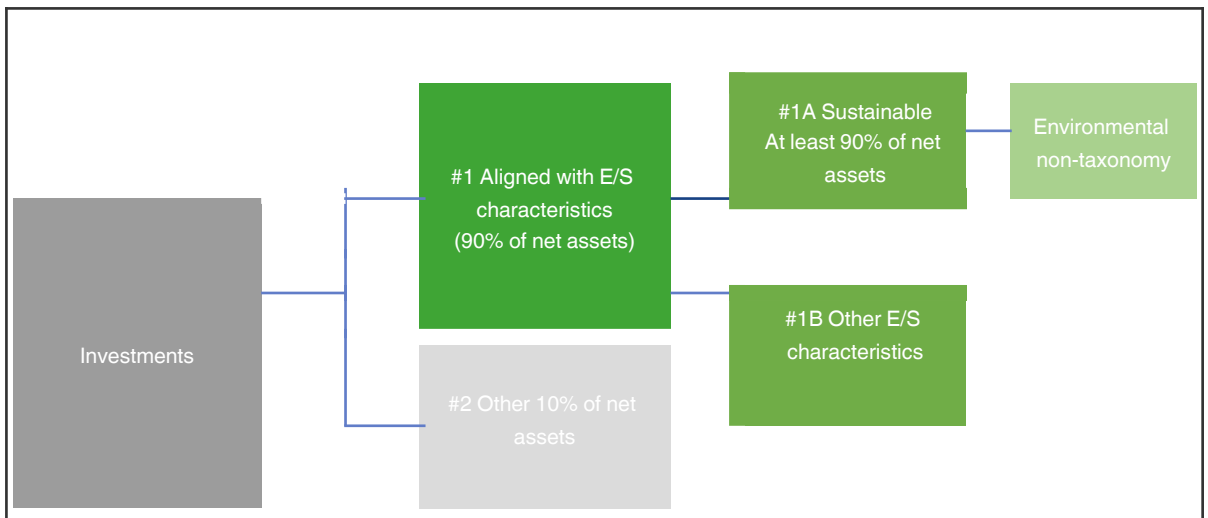 #1A Sustainable
At least 90% of net
assets
Environmental
non-taxonomy
#1 Aligned with E/S
characteristics
(90% of net assets)
#1B Other E/S
characteristics
Investments
#2 Other 10% of net
assets